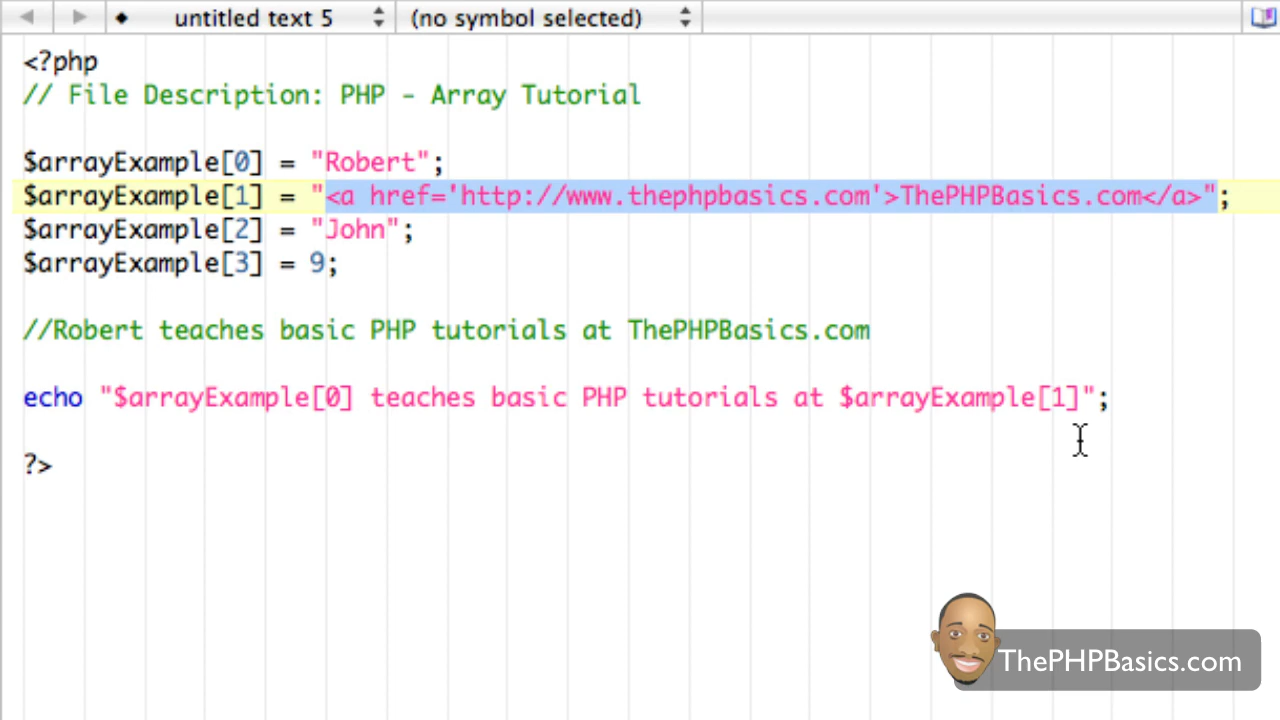 untitled text 5 (no symbol selected)
<?php
// File Description: PHP - Array Tutorial
$arrayExample[0] = "Robert";
$arrayExample[1] = "<a href='http://www.thephpbasics.com'>ThePHPBasics.com</a>";
$arrayExample[2] = "John";
$arrayExample[3] = 9;
//Robert teaches basic PHP tutorials at ThePHPBasics.com
echo "$arrayExample[0] teaches basic PHP tutorials at $arrayExample[1]";
?>
ThePHPBasics.com